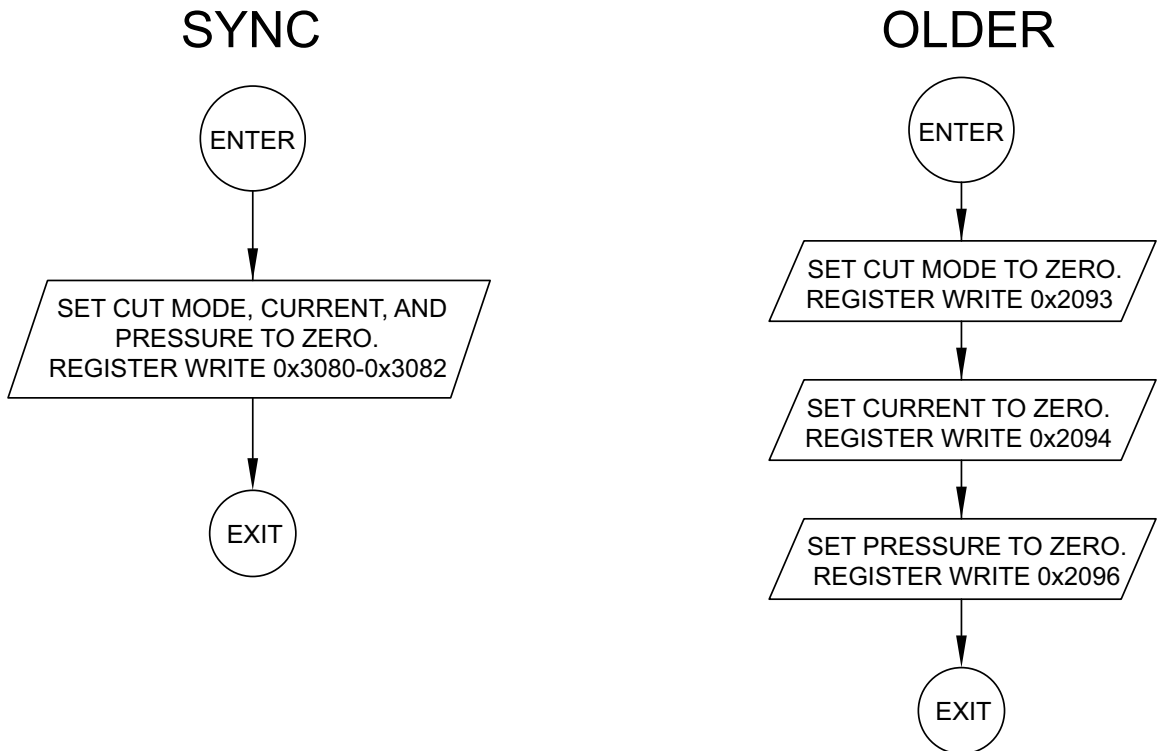 SYNC
ENTER
SET CUT MODE, CURRENT, AND
PRESSURE TO ZERO.
REGISTER WRITE 0x3080-0x3082
EXIT
OLDER
ENTER
SET CUT MODE TO ZERO.
REGISTER WRITE 0x2093
SET CURRENT TO ZERO.
REGISTER WRITE 0x2094
SET PRESSURE TO ZERO.
REGISTER WRITE 0x2096
EXIT